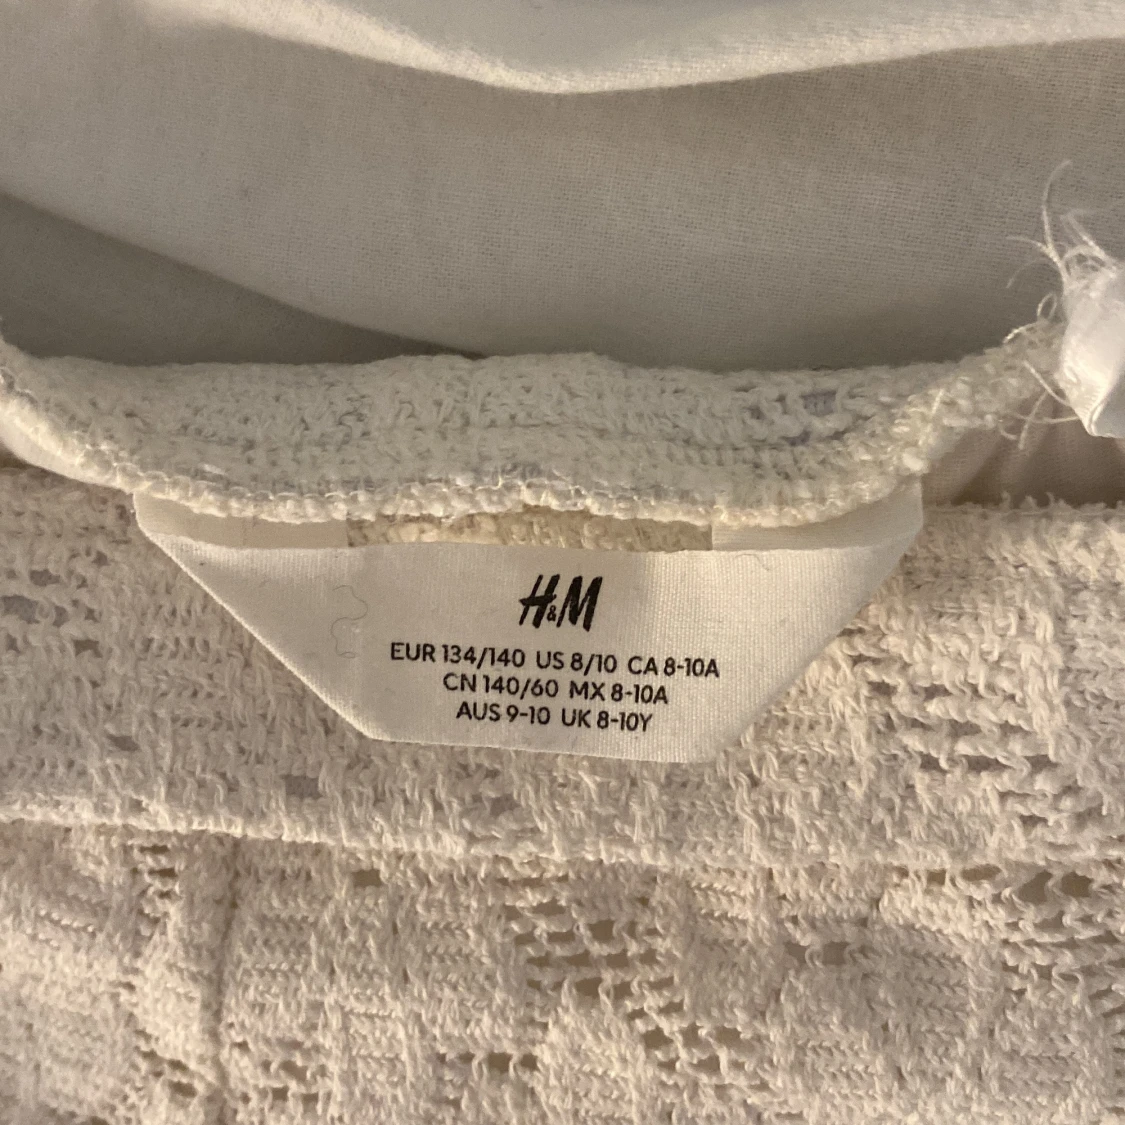 H&M
EUR 134/140 US 8/10 CA 8-10A
CN 140/60 MX 8-10A
AUS 9-10 UK 8-10Y